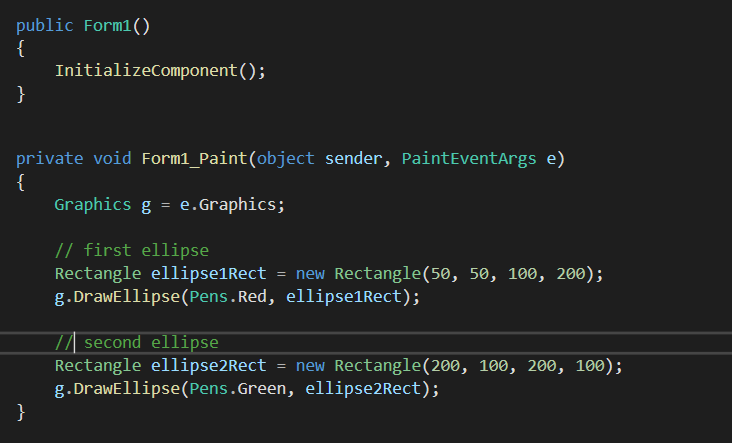 public Form1()
{
    InitializeComponent();
}
private void Form1_Paint(object sender, PaintEventArgs e)
{
    Graphics g = e.Graphics;
    // first ellipse
    Rectangle ellipse1Rect = new Rectangle(50, 50, 100, 200);
    g.DrawEllipse(Pens.Red, ellipse1Rect);
    // second ellipse
    Rectangle ellipse2Rect = new Rectangle(200, 100, 200, 100);
    g.DrawEllipse(Pens.Green, ellipse2Rect);
}